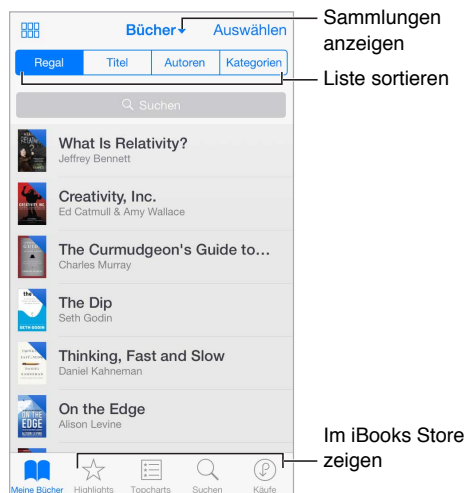 Bücher Auswählen
Sammlungen
anzeigen
Regal Titel Autoren Kategorien
Liste sortieren
Suchen
What Is Relativity?
Jeffrey Bennett
Creativity, Inc.
Ed Catmull & Amy Wallace
The Curmudgeon's Guide to…
Charles Murray
The Dip
Seth Godin
Thinking, Fast and Slow
Daniel Kahneman
On the Edge
Alison Levine
Im iBooks Store
zeigen
Meine Bücher Highlights Topcharts Suchen Käufe